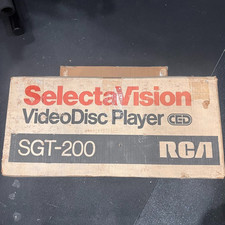 SelectaVision
VideoDisc Player CED
SGT-200 RCA